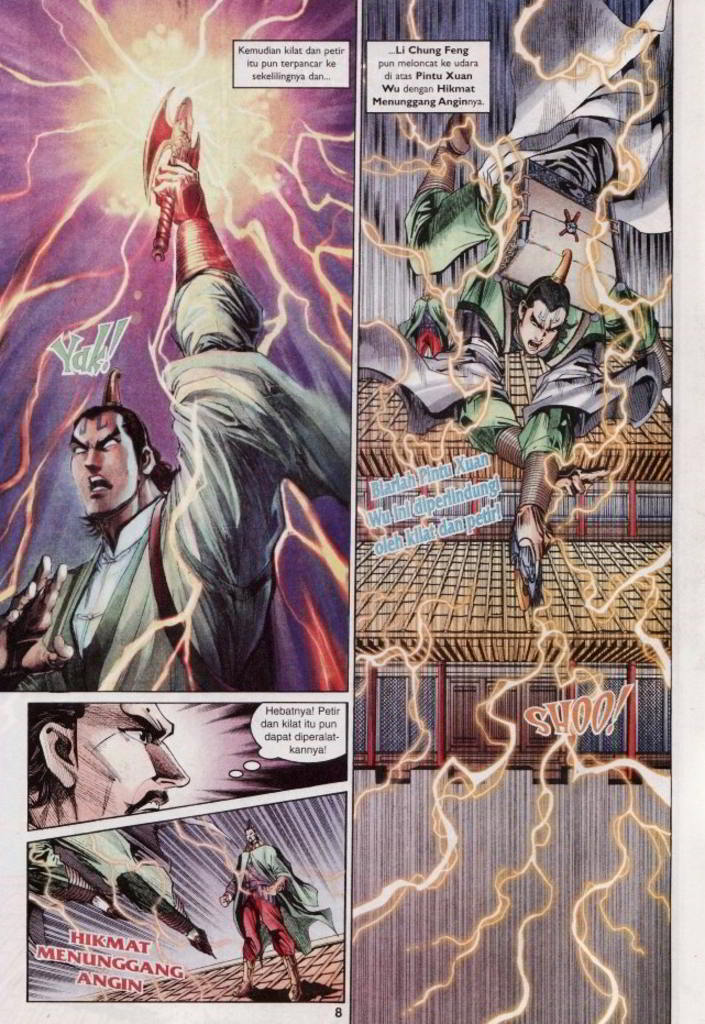 Kemudian kilat dan petir
itu pun terpancar ke
sekelilingnya dan...
Yak!
...Li Chung Feng
pun meloncat ke udara
di atas Pintu Xuan
Wu dengan Hikmat
Menunggang Anginnya.
Biarlah Pintu Xuan
Wu ini diperlindungi
oleh kilat dan petir!
SHOO!
Hebatnya! Petir
dan kilat itu pun
dapat diperalat-
kannya!
HIKMAT
MENUNGGANG
ANGIN
8